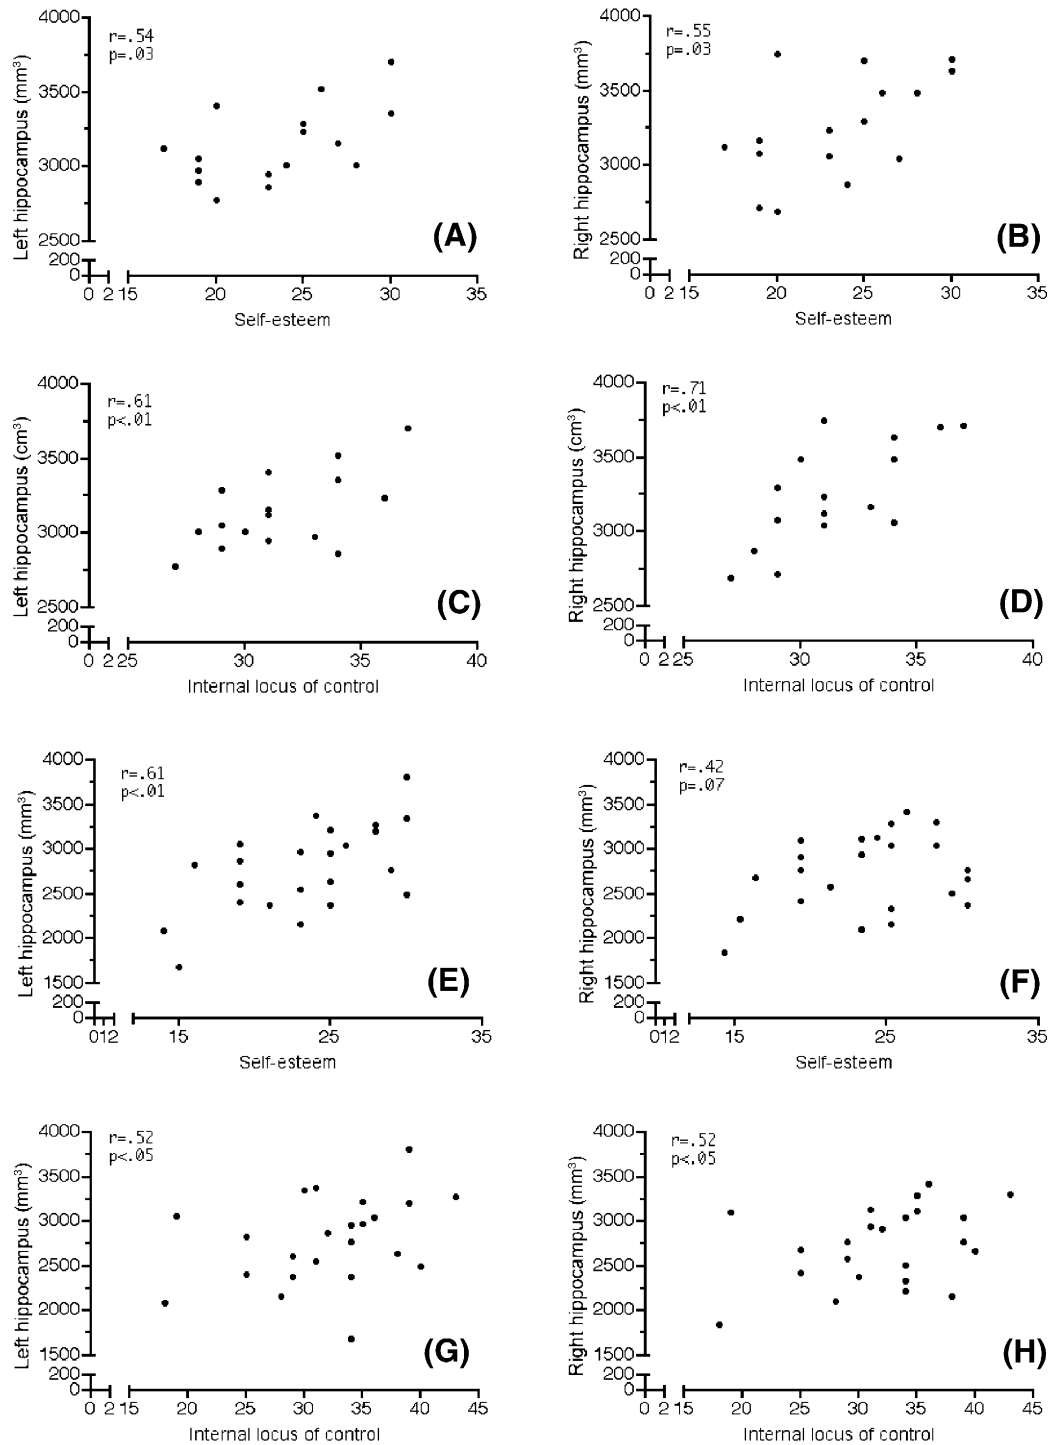 4000
r=.54
p=.03
3500
3000
2500
200
0
0 2 15 20 25 30 35
Left hippocampus (mm³)
Self-esteem
(A)
4000
r=.55
p=.03
3500
3000
2500
200
0
0 2 15 20 25 30 35
Right hippocampus (mm³)
Self-esteem
(B)
4000
r=.61
p<.01
3500
3000
2500
200
0
0 2 25 30 35 40
Left hippocampus (cm³)
Internal locus of control
(C)
4000
r=.71
p<.01
3500
3000
2500
200
0
0 2 25 30 35 40
Right hippocampus (cm³)
Internal locus of control
(D)
4000
r=.61
p<.01
3500
3000
2500
2000
1500
200
0
012 15 25 35
Left hippocampus (mm³)
Self-esteem
(E)
4000
r=.42
p=.07
3500
3000
2500
2000
1500
200
0
012 15 25 35
Right hippocampus (mm³)
Self-esteem
(F)
4000
r=.52
p<.05
3500
3000
2500
2000
1500
200
0
0 2 15 20 25 30 35 40 45
Left hippocampus (mm³)
Internal locus of control
(G)
4000
r=.52
p<.05
3500
3000
2500
2000
1500
200
0
0 2 15 20 25 30 35 40 45
Right hippocampus (mm³)
Internal locus of control
(H)